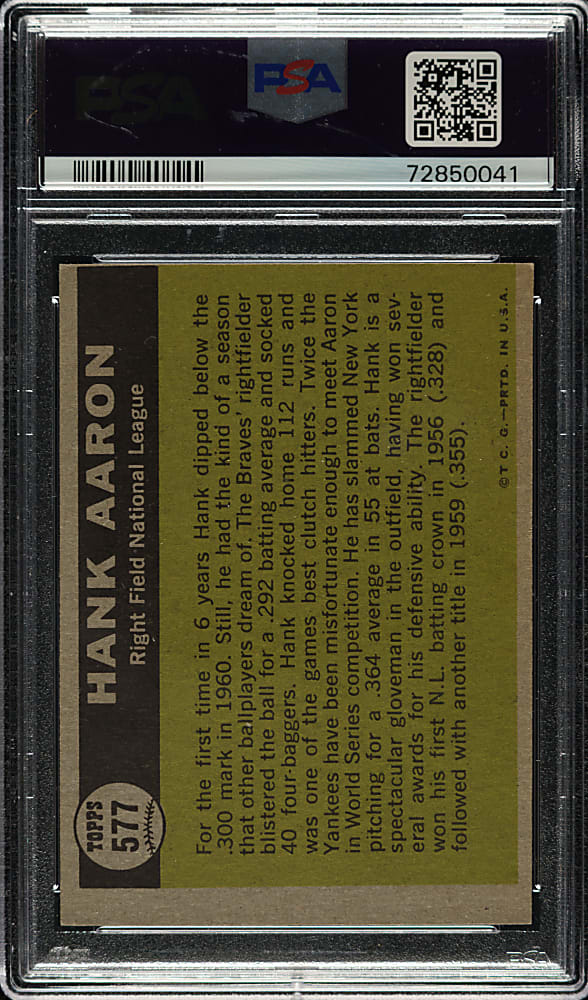 PSA
PSA
72850041
TOPPS
577
HANK AARON
Right Field National League
For the first time in 6 years Hank dipped below the
.300 mark in 1960. Still, he had the kind of a season
that other ballplayers dream of. The Braves' rightfielder
blistered the ball for a .292 batting average and socked
40 four-baggers. Hank knocked home 112 runs and
was one of the games best clutch hitters. Twice the
Yankees have been misfortunate enough to meet Aaron
in World Series competition. He has slammed New York
pitching for a .364 average in 55 at bats. Hank is a
spectacular gloveman in the outfield, having won sev-
eral awards for his defensive ability. The rightfielder
won his first N.L. batting crown in 1956 (.328) and
followed with another title in 1959 (.355).
©T. C. G.—PRTD. IN U.S.A.
PSA